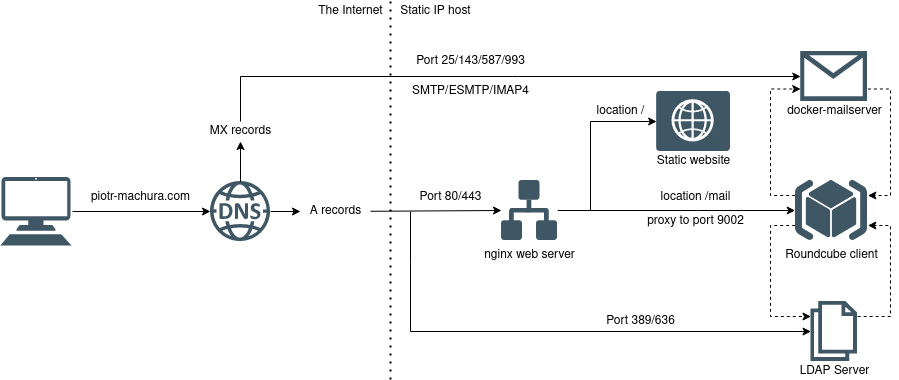 The Internet
Static IP host
Port 25/143/587/993
SMTP/ESMTP/IMAP4
docker-mailserver
location /
MX records
Static website
piotr-machura.com
DNS
A records
Port 80/443
location /mail
proxy to port 9002
nginx web server
Roundcube client
Port 389/636
LDAP Server